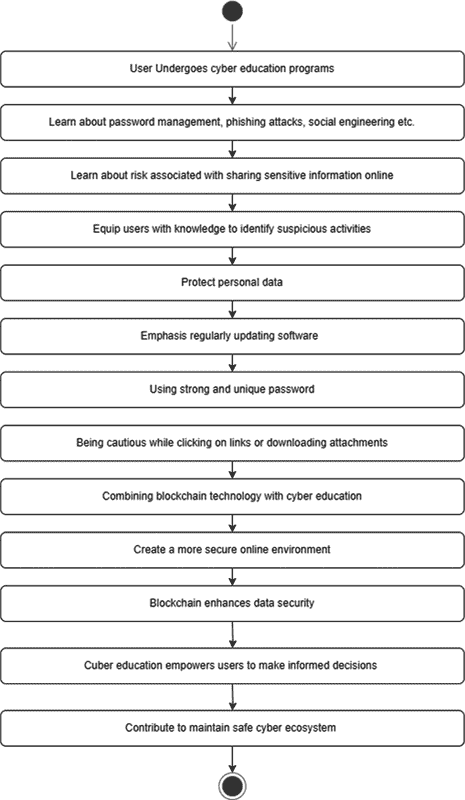 User Undergoes cyber education programs
Learn about password management, phishing attacks, social engineering etc.
Learn about risk associated with sharing sensitive information online
Equip users with knowledge to identify suspicious activities
Protect personal data
Emphasis regularly updating software
Using strong and unique password
Being cautious while clicking on links or downloading attachments
Combining blockchain technology with cyber education
Create a more secure online environment
Blockchain enhances data security
Cuber education empowers users to make informed decisions
Contribute to maintain safe cyber ecosystem